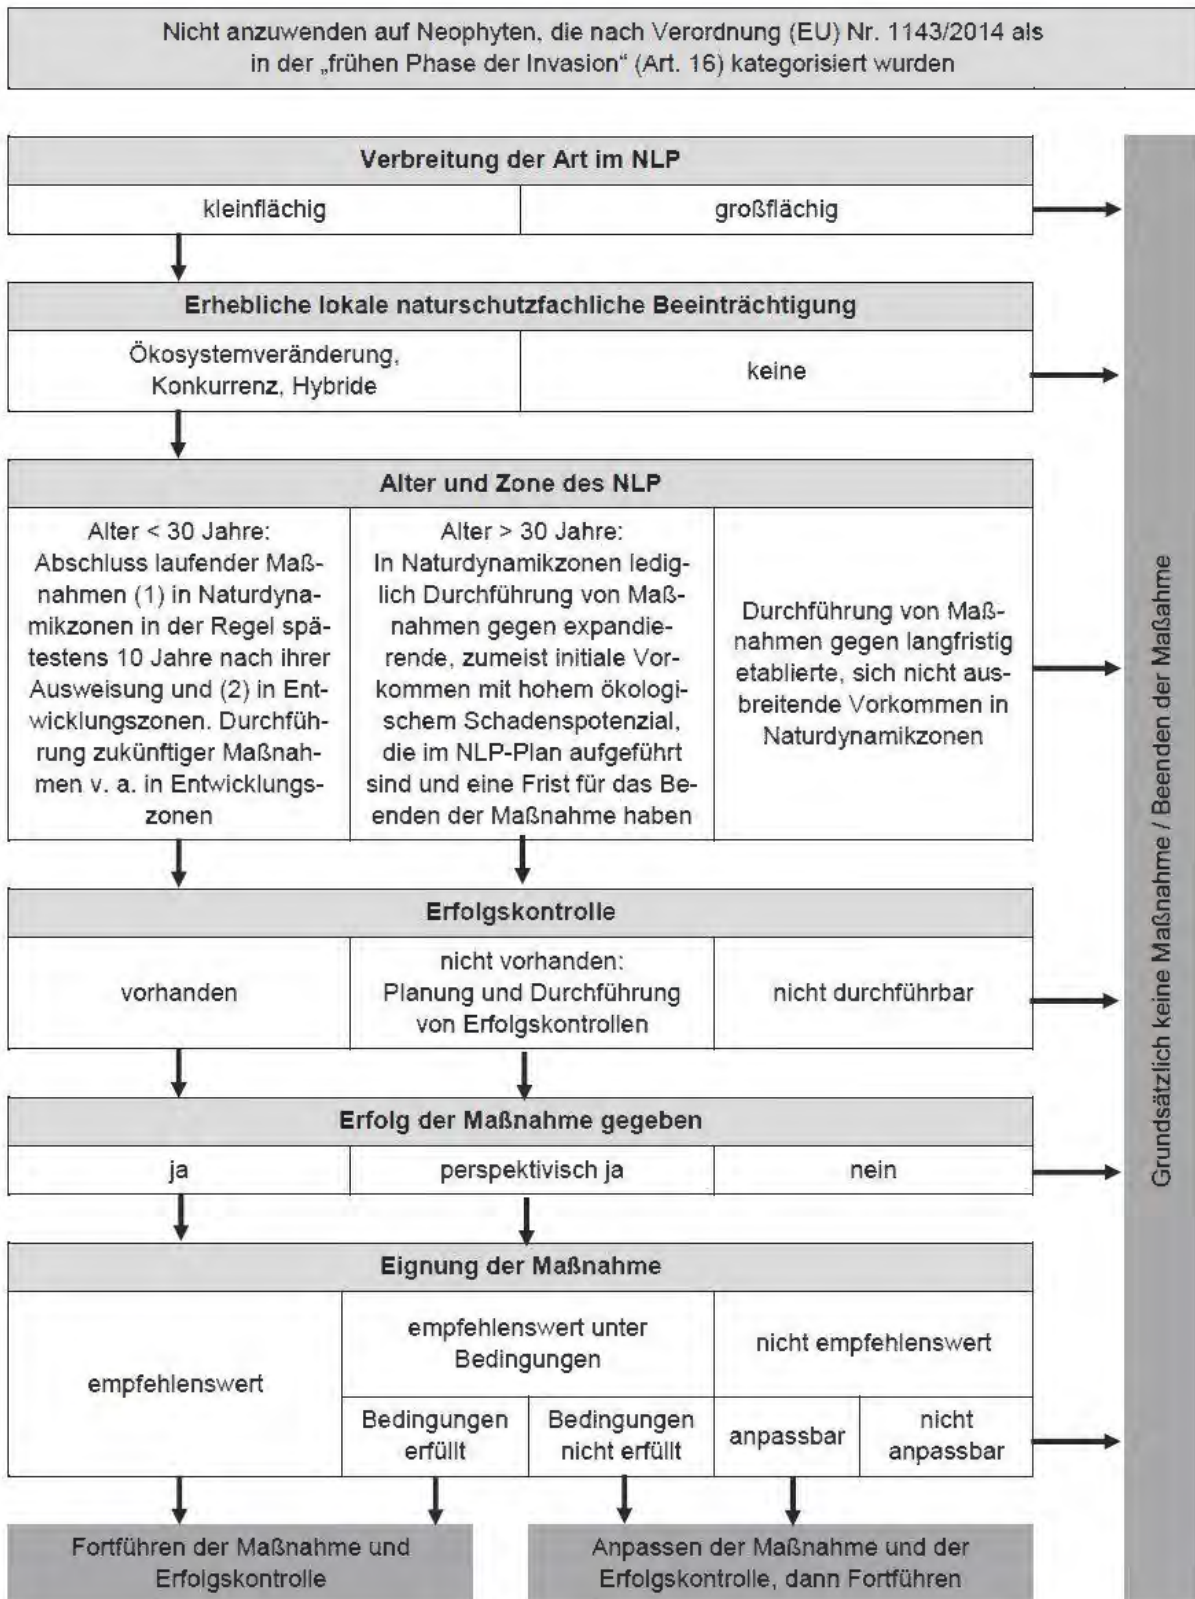 Nicht anzuwenden auf Neophyten, die nach Verordnung (EU) Nr. 1143/2014 als
in der „frühen Phase der Invasion“ (Art. 16) kategorisiert wurden
Verbreitung der Art im NLP
kleinflächig
großflächig
Erhebliche lokale naturschutzfachliche Beeinträchtigung
Ökosystemveränderung,
Konkurrenz, Hybride
keine
Alter und Zone des NLP
Alter < 30 Jahre:
Abschluss laufender Maß-
nahmen (1) in Naturdyna-
mikzonen in der Regel spä-
testens 10 Jahre nach ihrer
Ausweisung und (2) in Ent-
wicklungszonen. Durchfüh-
rung zukünftiger Maßnah-
men v. a. in Entwicklungs-
zonen
Alter > 30 Jahre:
In Naturdynamikzonen ledig-
lich Durchführung von Maß-
nahmen gegen expandie-
rende, zumeist initiale Vor-
kommen mit hohem ökologi-
schem Schadenspotenzial,
die im NLP-Plan aufgeführt
sind und eine Frist für das Be-
enden der Maßnahme haben
Durchführung von Maß-
nahmen gegen langfristig
etablierte, sich nicht aus-
breitende Vorkommen in
Naturdynamikzonen
Erfolgskontrolle
vorhanden
nicht vorhanden:
Planung und Durchführung
von Erfolgskontrollen
nicht durchführbar
Erfolg der Maßnahme gegeben
ja
perspektivisch ja
nein
Eignung der Maßnahme
empfehlenswert
empfehlenswert unter
Bedingungen
nicht empfehlenswert
Bedingungen
erfüllt
Bedingungen
nicht erfüllt
anpassbar
nicht
anpassbar
Fortführen der Maßnahme und
Erfolgskontrolle
Anpassen der Maßnahme und der
Erfolgskontrolle, dann Fortführen
Grundsätzlich keine Maßnahme / Beenden der Maßahme